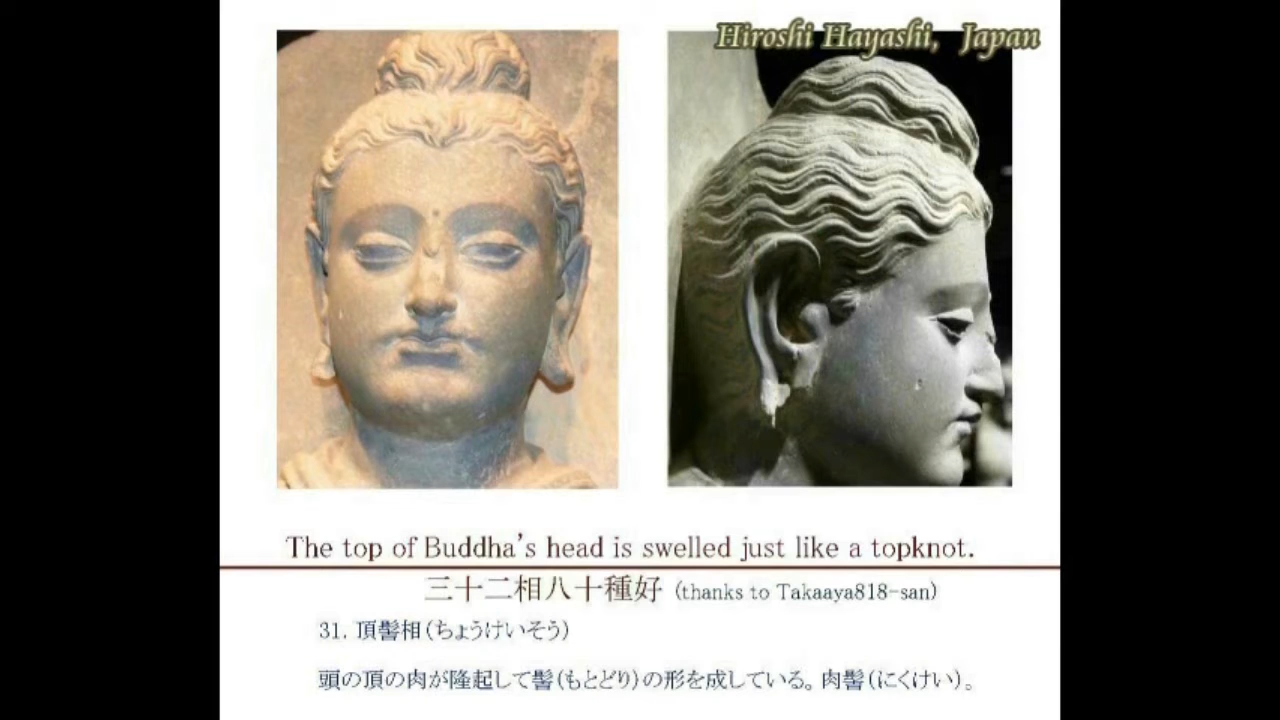 Hiroshi Hayashi, Japan
The top of Buddha's head is swelled just like a topknot.
三十二相八十種好 (thanks to Takaaya818-san)
31. 頂髻相(ちょうけいそう)
頭の頂の肉が隆起して髻(もとどり)の形を成している。肉髻(にくけい)。